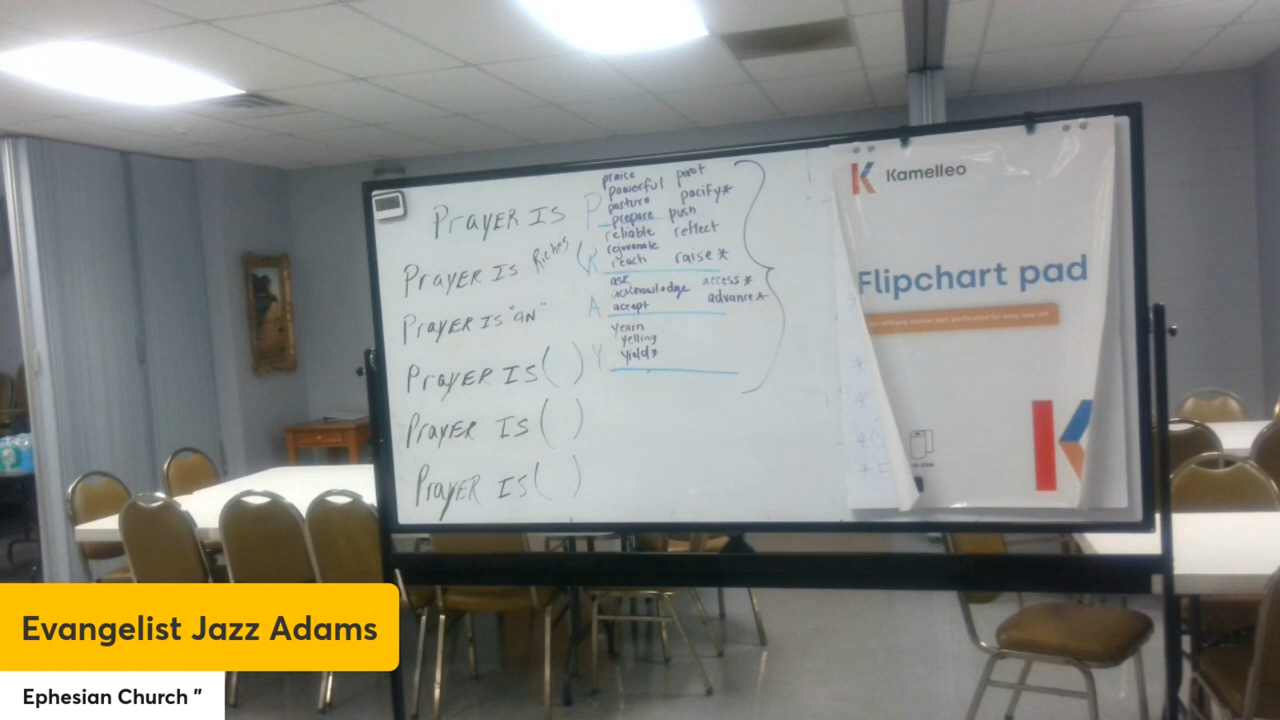 PRAYER IS
PRAYER IS Riches
PRAYER IS "an"
PRAYER IS ( )
PRAYER IS ( )
PRAYER IS ( )
P
praise pivot
powerful pacify*
posture
prepare push
R
reliable reflect
rejuvenate
reach raise *
A
ask
acknowledge access *
accept advance *
Y
yearn
yelling
yield *
K Kamelleo
Flipchart pad
K
Evangelist Jazz Adams
Ephesian Church "